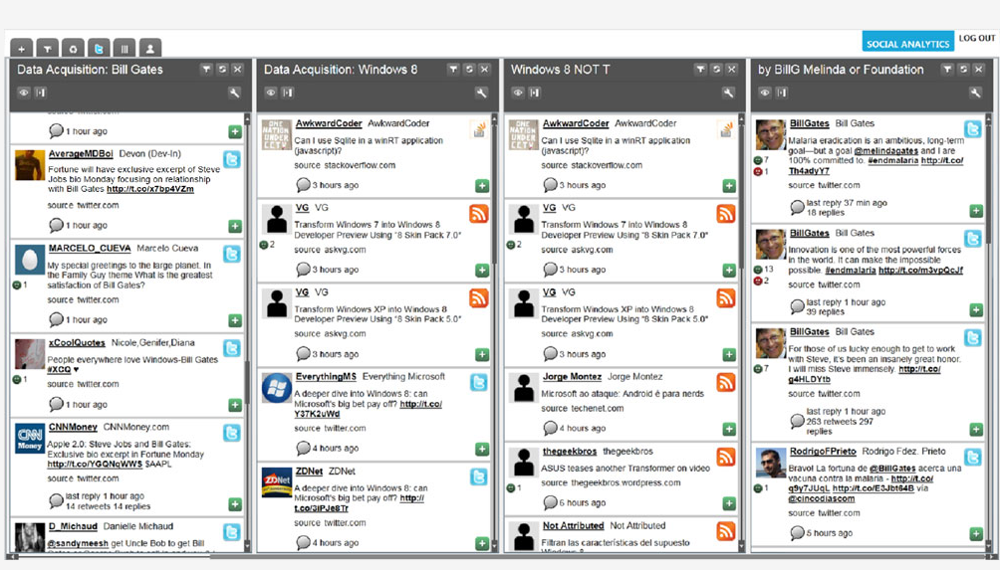 SOCIAL ANALYTICS
LOG OUT
Data Acquisition: Bill Gates
1 hour ago
AverageMDBoi Devon (Dev-In)
Fortune will have exclusive excerpt of Steve
Jobs bio Monday focusing on relationship
with Bill Gates http://t.co/x7bp4VZm
source twitter.com
1 hour ago
MARCELO_CUEVA Marcelo Cueva
My special greetings to the large planet. In
the Family Guy theme What is the greatest
satisfaction of Bill Gates?
1
source twitter.com
1 hour ago
xCoolQuotes Nicole,Genifer,Diana
People everywhere love Windows-Bill Gates
#XCQ ♥
1
source twitter.com
1 hour ago
CNN Money
CNNMoney CNNMoney.com
Apple 2.0: Steve Jobs and Bill Gates:
Exclusive bio excerpt in Fortune Monday
http://t.co/YGQNqWW5 $AAPL
source twitter.com
last reply 1 hour ago
14 retweets 14 replies
D_Michaud Danielle Michaud
@sandymeesh get Uncle Bob to get Bill
Data Acquisition: Windows 8
ONE NATION UNDER CCTV
AwkwardCoder AwkwardCoder
Can I use Sqlite in a winRT application
(javascript)?
source stackoverflow.com
3 hours ago
VG VG
Transform Windows 7 into Windows 8
Developer Preview Using "8 Skin Pack 7.0"
2
source askvg.com
3 hours ago
VG VG
Transform Windows XP into Windows 8
Developer Preview Using "8 Skin Pack 5.0"
source askvg.com
3 hours ago
EverythingMS Everything Microsoft
A deeper dive into Windows 8: can
Microsoft's big bet pay off? http://t.co/
Y37K2uWd
source twitter.com
4 hours ago
ZDNet
ZDNet ZDNet
A deeper dive into Windows 8: can
Microsoft's big bet pay off? http://
t.co/3iPJe8Tr
source twitter.com
4 hours ago
Windows 8 NOT T
ONE NATION UNDER CCTV
AwkwardCoder AwkwardCoder
Can I use Sqlite in a winRT application
(javascript)?
source stackoverflow.com
3 hours ago
VG VG
Transform Windows 7 into Windows 8
Developer Preview Using "8 Skin Pack 7.0"
2
source askvg.com
3 hours ago
VG VG
Transform Windows XP into Windows 8
Developer Preview Using "8 Skin Pack 5.0"
source askvg.com
3 hours ago
Jorge Montez Jorge Montez
Microsoft ao ataque: Android é para nerds
source techenet.com
4 hours ago
thegeekbros thegeekbros
ASUS teases another Transformer on video
source thegeekbros.wordpress.com
1
6 hours ago
Not Attributed Not Attributed
Filtran las características del supuesto
by BillG Melinda or Foundation
BillGates Bill Gates
Malaria eradication is an ambitious, long-term
goal—but a goal @melindagates and I are
7
100% committed to. #endmalaria http://t.co/
1
Th4adyY7
source twitter.com
last reply 37 min ago
18 replies
BillGates Bill Gates
Innovation is one of the most powerful forces
in the world. It can make the impossible
13
possible. #endmalaria http://t.co/m3vpQcJf
2
source twitter.com
last reply 1 hour ago
39 replies
BillGates Bill Gates
For those of us lucky enough to get to work
with Steve, it's been an insanely great honor.
7
I will miss Steve immensely. http://t.co/
g4HLDYtb
source twitter.com
last reply 1 hour ago
263 retweets 297
replies
RodrigoFPrieto Rodrigo Fdez. Prieto
Bravo! La fortuna de @BillGates acerca una
vacuna contra la malaria - http://t.co/
1
q9y7JUqL http://t.co/E3Jbt64B via
@cincodiascom
source twitter.com
5 hours ago